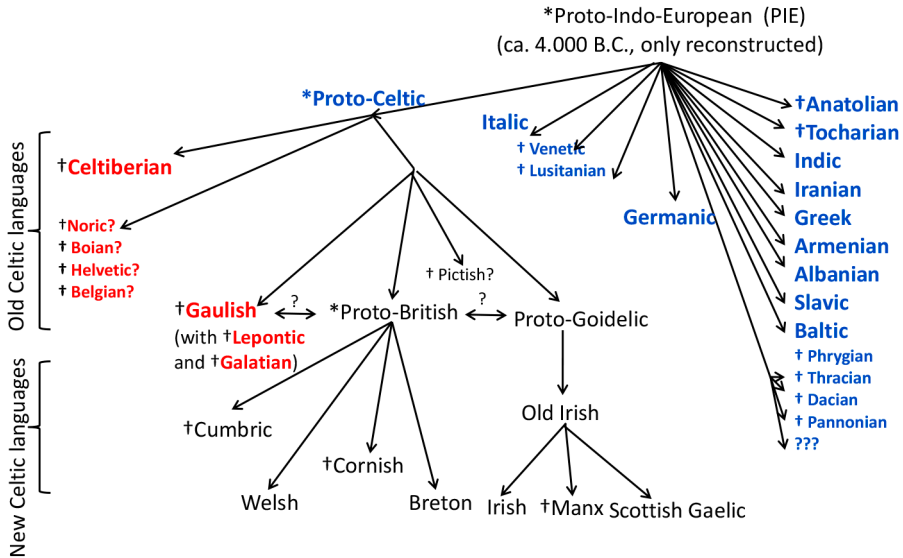 *Proto-Indo-European (PIE)
(ca. 4.000 B.C., only reconstructed)
*Proto-Celtic
Italic
† Venetic
† Lusitanian
Germanic
†Anatolian
†Tocharian
Indic
Iranian
Greek
Armenian
Albanian
Slavic
Baltic
† Phrygian
† Thracian
† Dacian
† Pannonian
???
Old Celtic languages
†Celtiberian
†Noric?
† Boian?
† Helvetic?
† Belgian?
† Pictish?
†Gaulish
(with †Lepontic
and †Galatian)
?
*Proto-British
?
Proto-Goidelic
New Celtic languages
†Cumbric
†Cornish
Welsh
Breton
Old Irish
Irish
†Manx
Scottish Gaelic